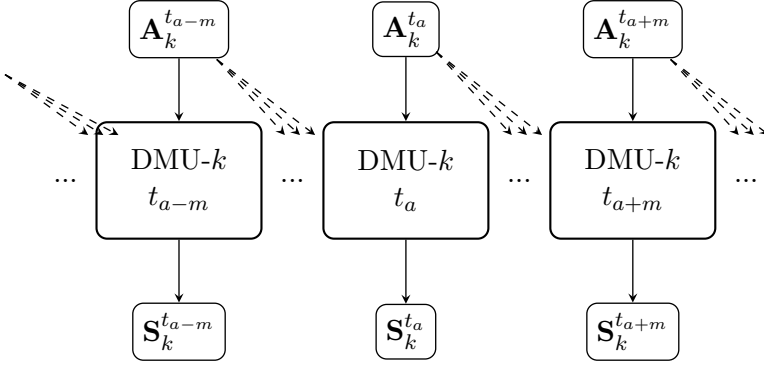 A_k^{t_{a-m}} A_k^{t_a} A_k^{t_{a+m}}
... DMU-k ... DMU-k ... DMU-k ...
t_{a-m} t_a t_{a+m}
S_k^{t_{a-m}} S_k^{t_a} S_k^{t_{a+m}}